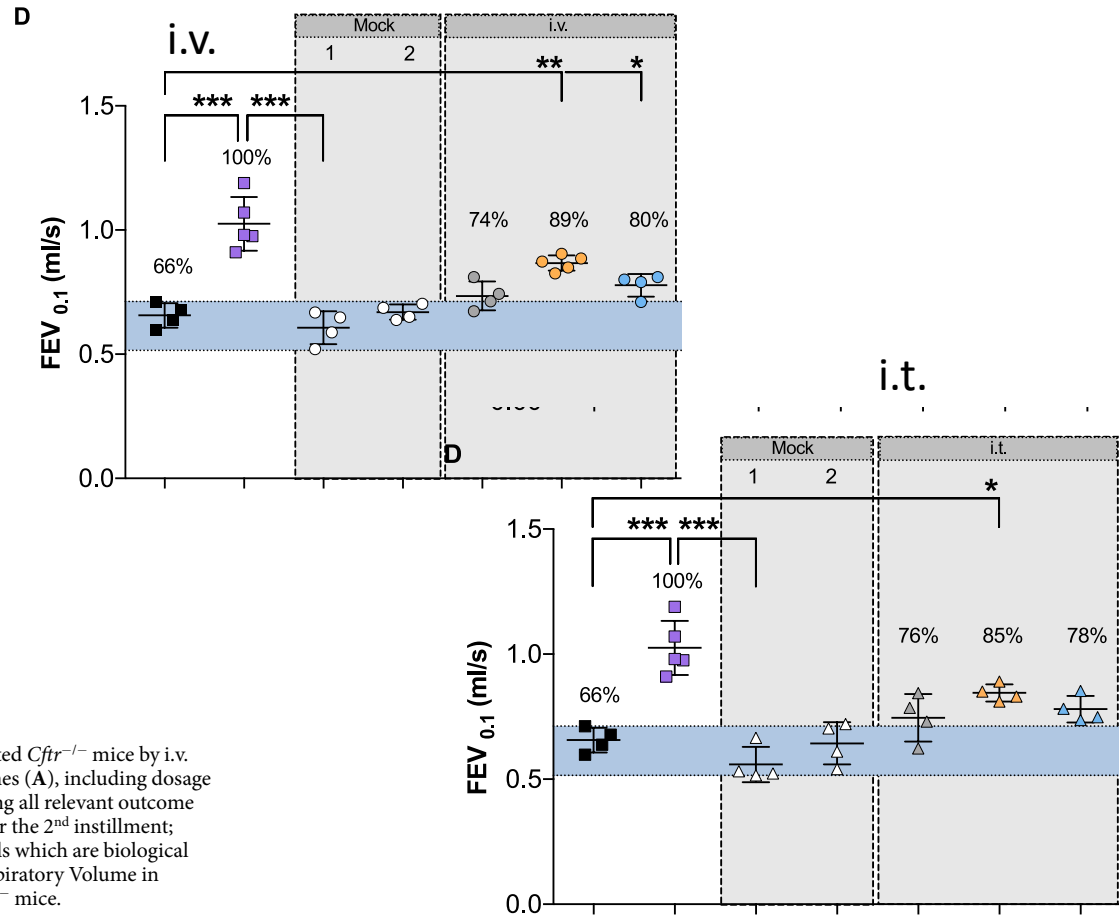 D
i.v.
Mock
i.v.
1
2
**
*
***
***
1.5
100%
74%
89%
80%
1.0
66%
FEV 0.1 (ml/s)
0.5
0.0
i.t.
D
Mock
i.t.
1
2
*
***
***
1.5
100%
76%
85%
78%
1.0
66%
FEV 0.1 (ml/s)
0.5
0.0
ed Cftr−/− mice by i.v.
es (A), including dosage
g all relevant outcome
r the 2nd instillment;
s which are biological
piratory Volume in
− mice.